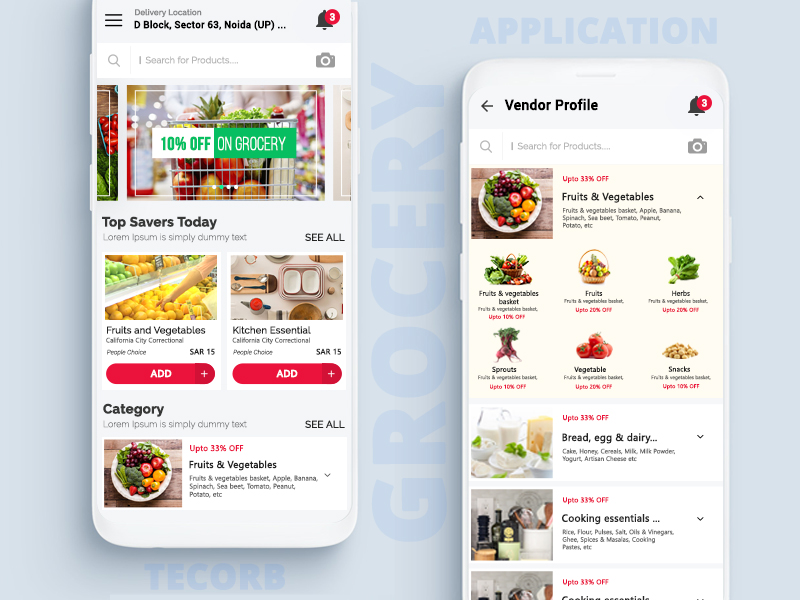 APPLICATION
GROCERY
TECORB
Delivery Location
D Block, Sector 63, Noida (UP) ...
3
Search for Products....
10% OFF ON GROCERY
Top Savers Today
Lorem Ipsum is simply dummy text
SEE ALL
Fruits and Vegetables
California City Correctional
People Choice SAR 15
ADD +
Kitchen Essential
California City Correctional
People Choice SAR 15
ADD +
Category
Lorem Ipsum is simply dummy text
SEE ALL
Upto 33% OFF
Fruits & Vegetables
Fruits & vegetables basket, Apple, Banana,
Spinach, Sea beet, Tomato, Peanut,
Potato, etc
Vendor Profile
3
Search for Products....
Upto 33% OFF
Fruits & Vegetables
Fruits & vegetables basket, Apple, Banana,
Spinach, Sea beet, Tomato, Peanut,
Potato, etc
Fruits & vegetables
basket
Fruits & vegetables basket,
Upto 10% OFF
Fruits
Fruits & vegetables basket,
Upto 20% OFF
Herbs
Fruits & vegetables basket,
Upto 20% OFF
Sprouts
Fruits & vegetables basket,
Upto 10% OFF
Vegetable
Fruits & vegetables basket,
Upto 20% OFF
Snacks
Fruits & vegetables basket,
Upto 10% OFF
Upto 33% OFF
Bread, egg & dairy...
Cake, Honey, Cereals, Milk, Milk Powder,
Yogurt, Artisan Cheese etc
Upto 33% OFF
Cooking essentials ...
Rice, Flour, Pulses, Salt, Oils & Vinegars,
Ghee, Spices & Masalas, Cooking
Pastes, etc
Upto 33% OFF
Cooking essentials ...